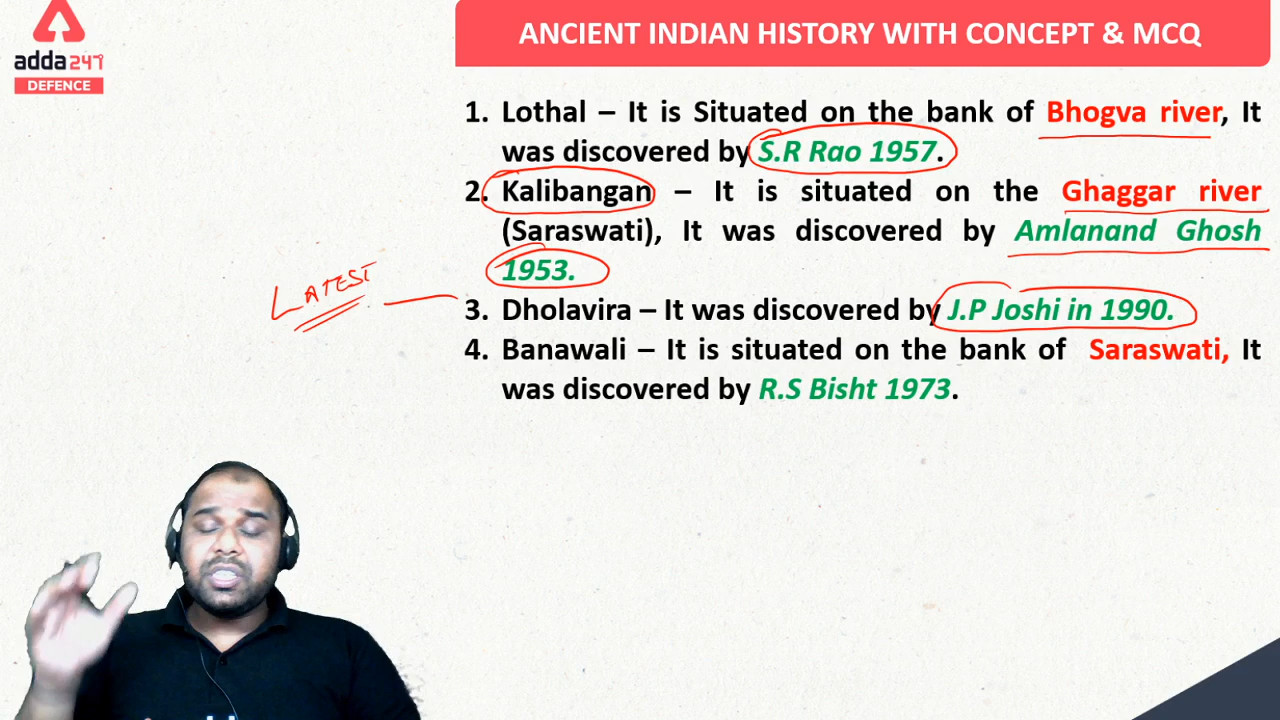 adda247
DEFENCE
ANCIENT INDIAN HISTORY WITH CONCEPT & MCQ
1. Lothal – It is Situated on the bank of Bhogva river, It
was discovered by S.R Rao 1957.
2. Kalibangan – It is situated on the Ghaggar river
(Saraswati), It was discovered by Amlanand Ghosh
1953.
LATEST
3. Dholavira – It was discovered by J.P Joshi in 1990.
4. Banawali – It is situated on the bank of Saraswati, It
was discovered by R.S Bisht 1973.